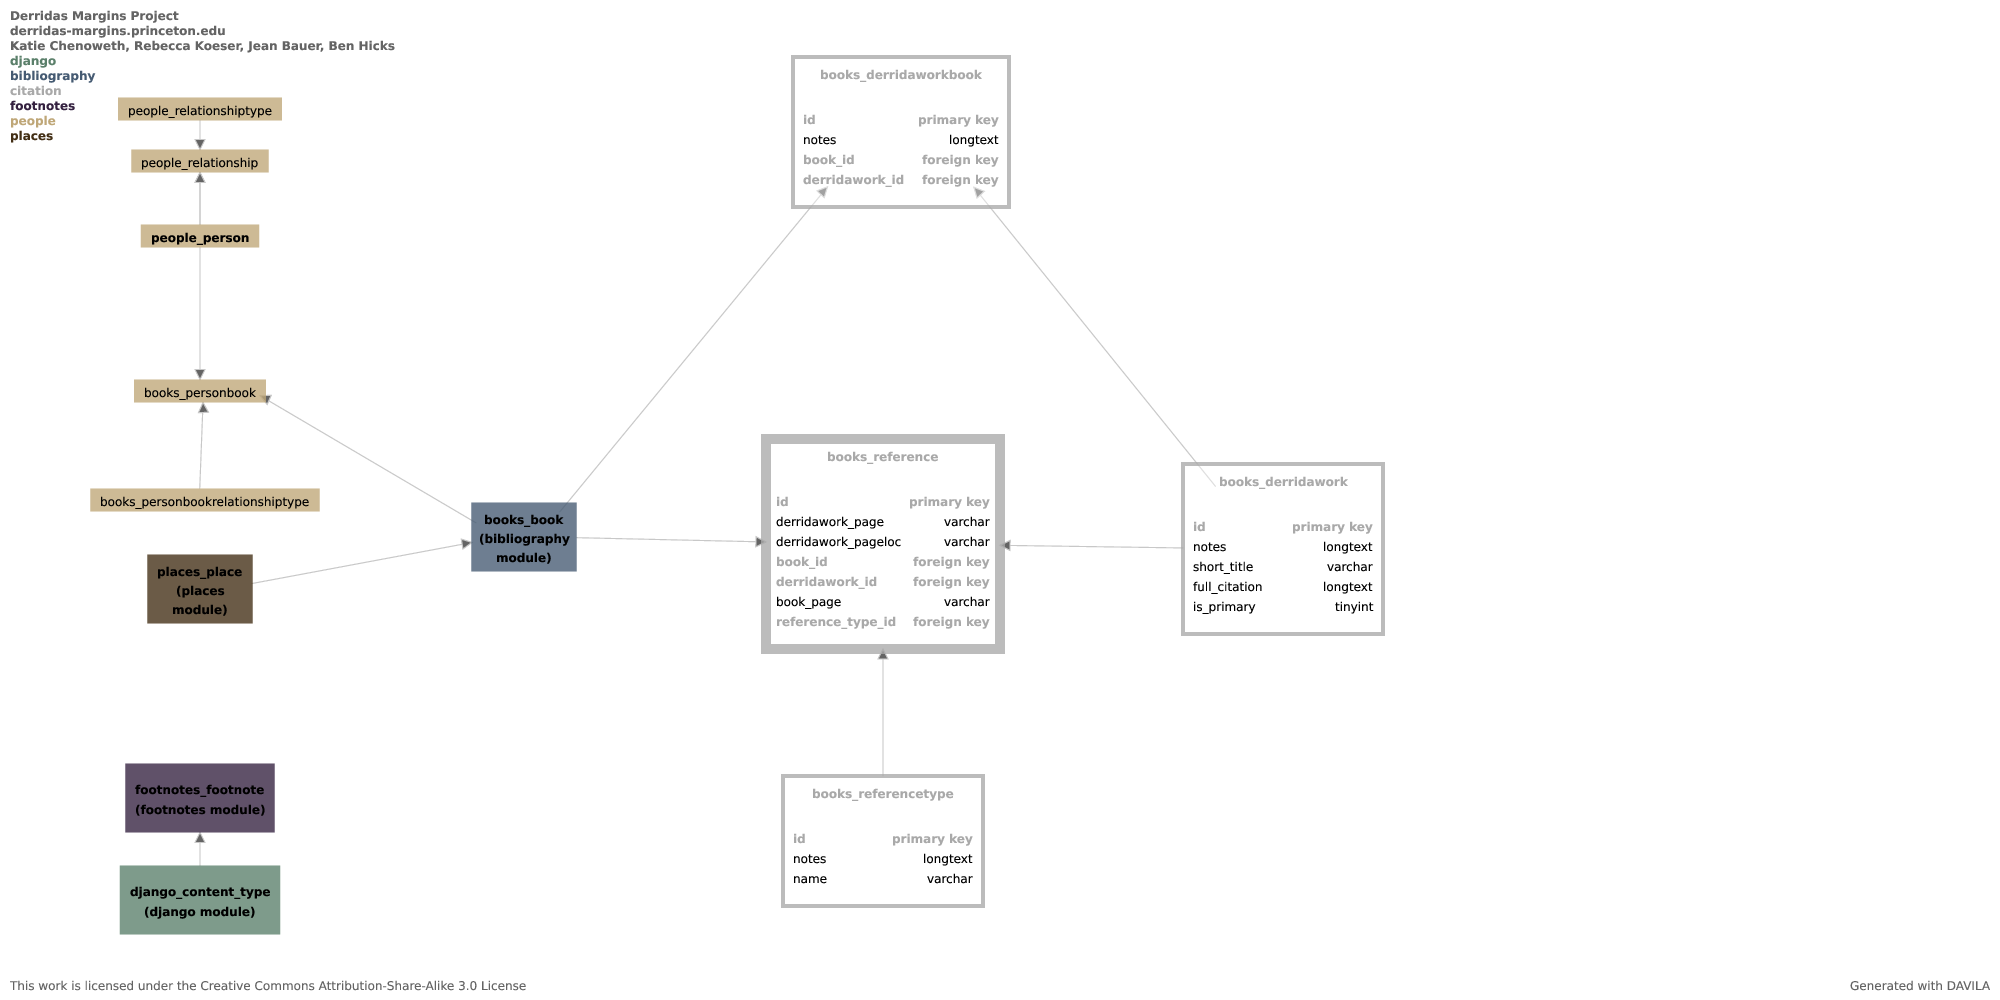 Derridas Margins Project
derridas-margins.princeton.edu
Katie Chenoweth, Rebecca Koeser, Jean Bauer, Ben Hicks
django
bibliography
citation
footnotes
people
places
people_relationshiptype
people_relationship
people_person
books_personbook
books_personbookrelationshiptype
places_place
(places
module)
footnotes_footnote
(footnotes module)
django_content_type
(django module)
books_book
(bibliography
module)
books_derridaworkbook
id primary key
notes longtext
book_id foreign key
derridawork_id foreign key
books_reference
id primary key
derridawork_page varchar
derridawork_pageloc varchar
book_id foreign key
derridawork_id foreign key
book_page varchar
reference_type_id foreign key
books_derridawork
id primary key
notes longtext
short_title varchar
full_citation longtext
is_primary tinyint
books_referencetype
id primary key
notes longtext
name varchar
This work is licensed under the Creative Commons Attribution-Share-Alike 3.0 License
Generated with DAVILA